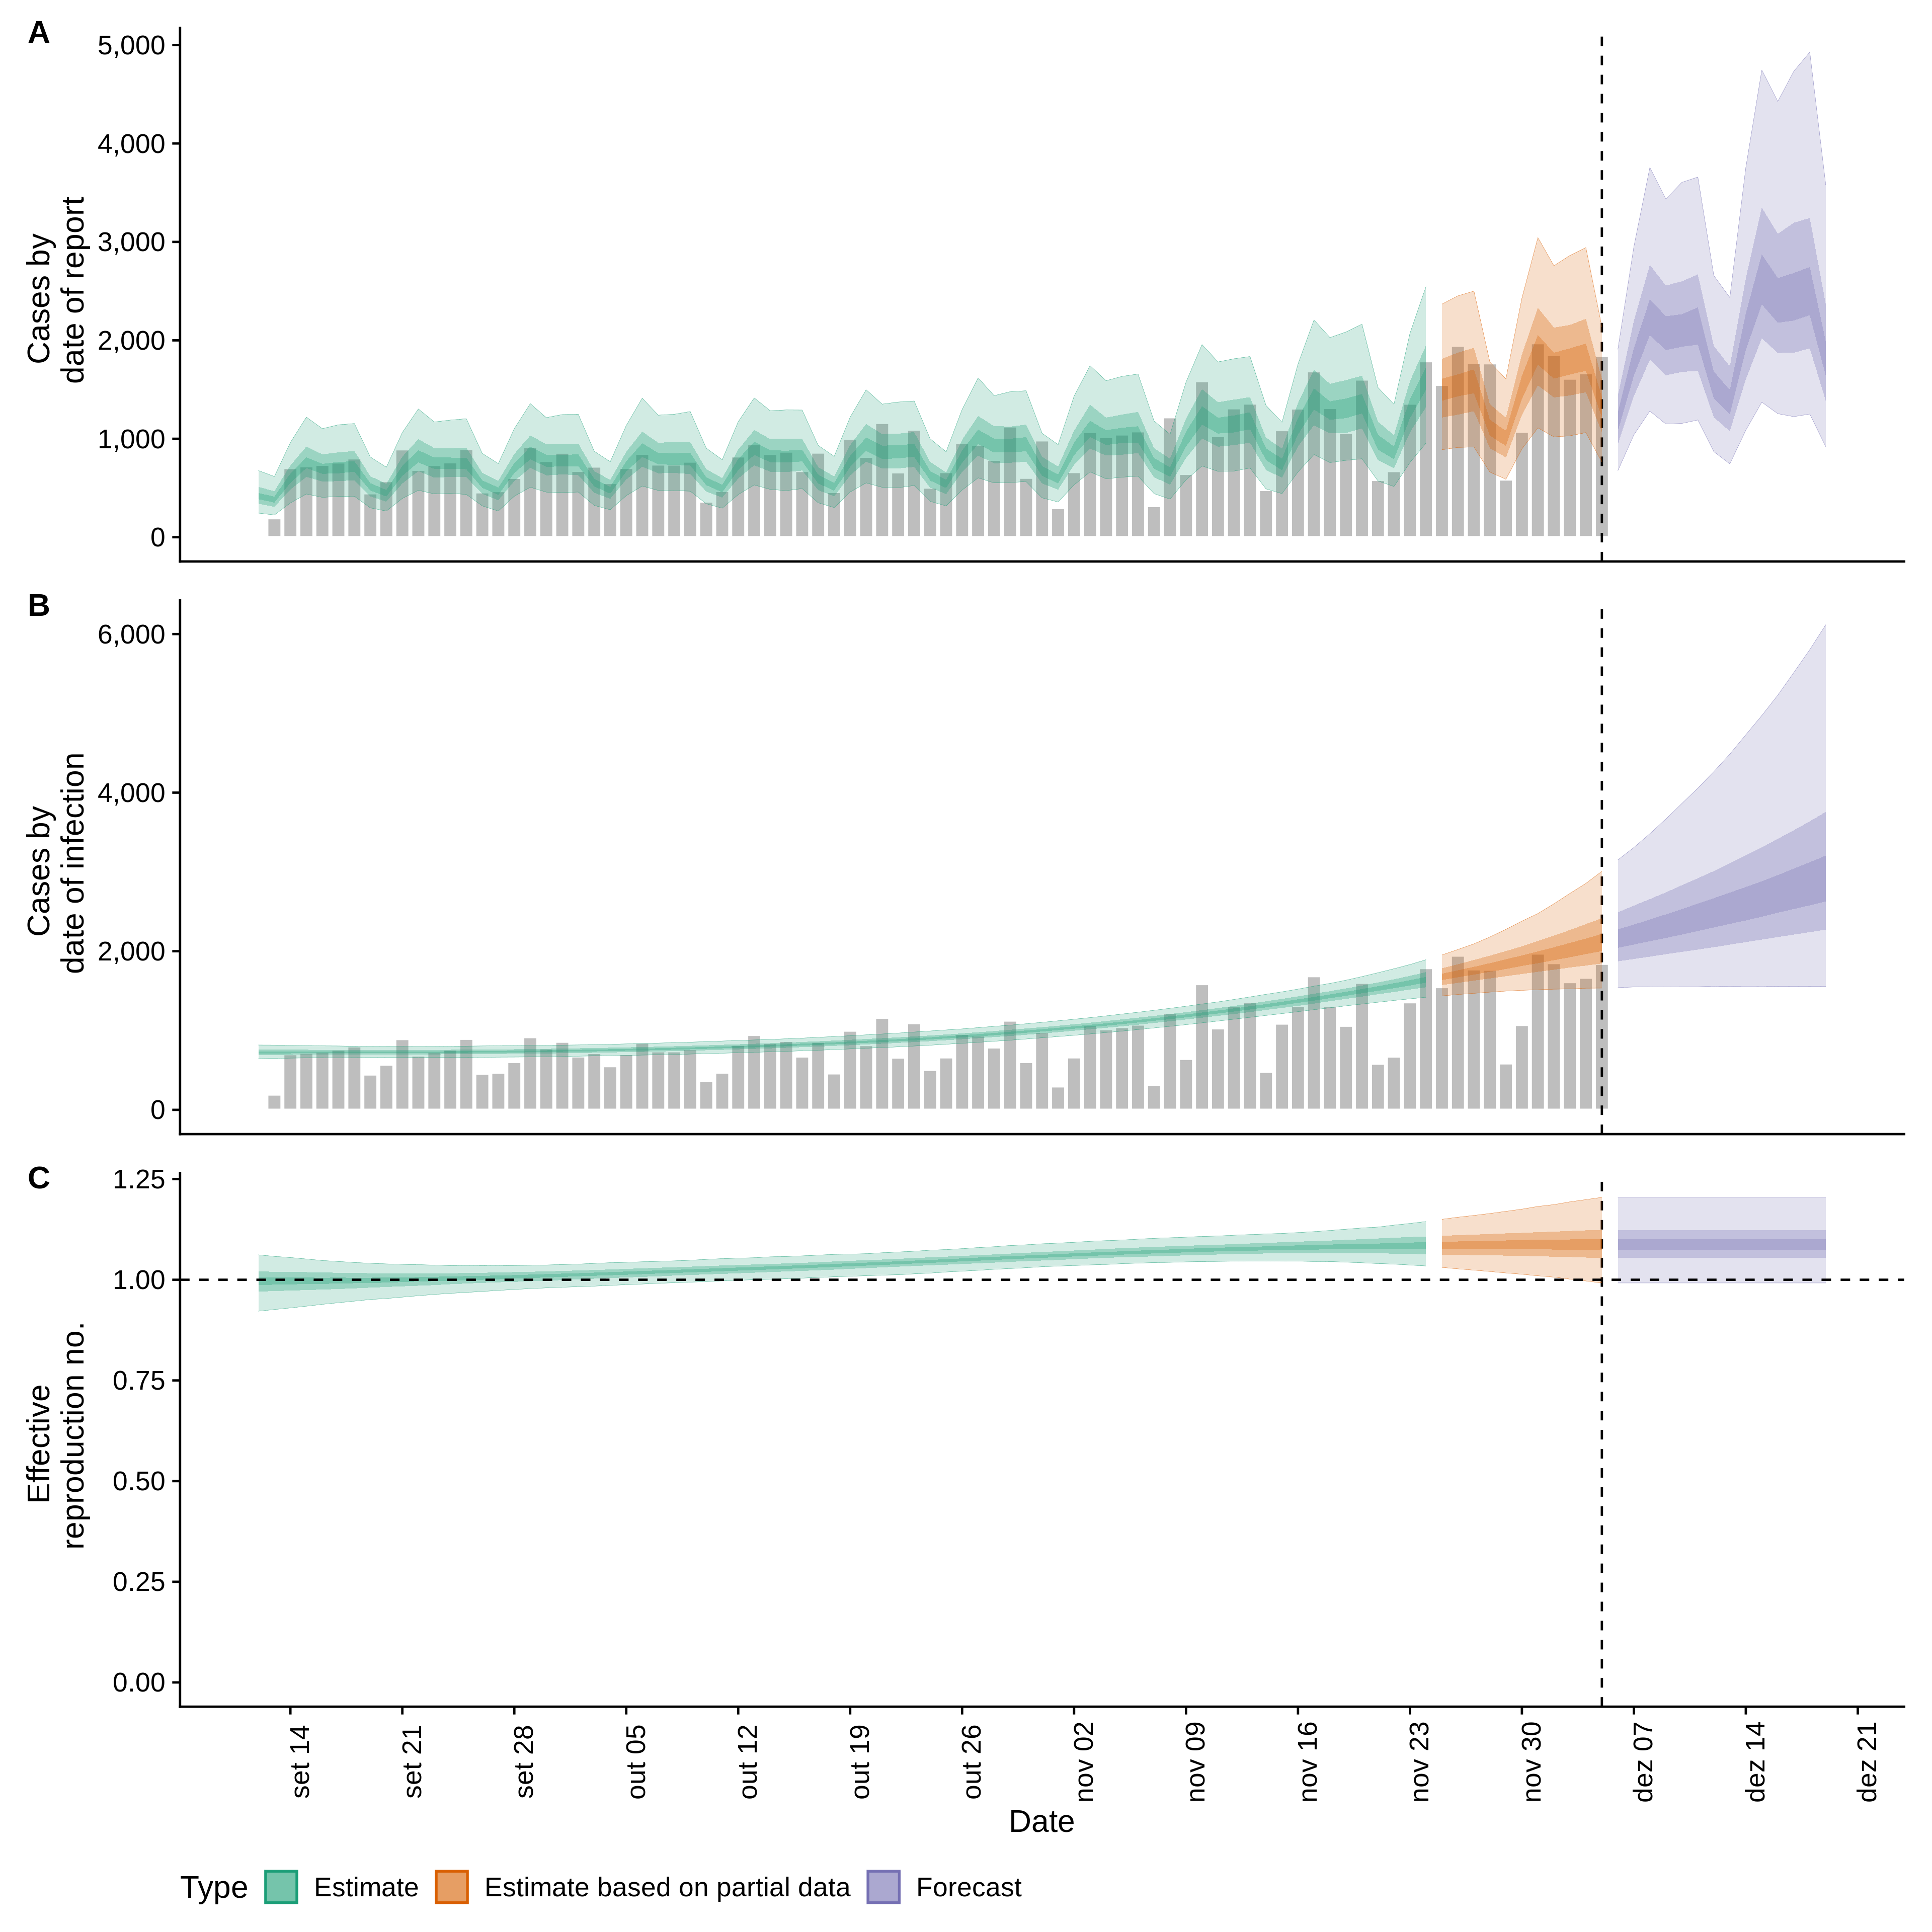 A
5,000
4,000
3,000
2,000
1,000
0
Cases by
date of report
B
6,000
4,000
2,000
0
Cases by
date of infection
C
1.25
1.00
0.75
0.50
0.25
0.00
Effective
reproduction no.
set 14
set 21
set 28
out 05
out 12
out 19
out 26
nov 02
nov 09
nov 16
nov 23
nov 30
dez 07
dez 14
dez 21
Date
Type Estimate Estimate based on partial data Forecast